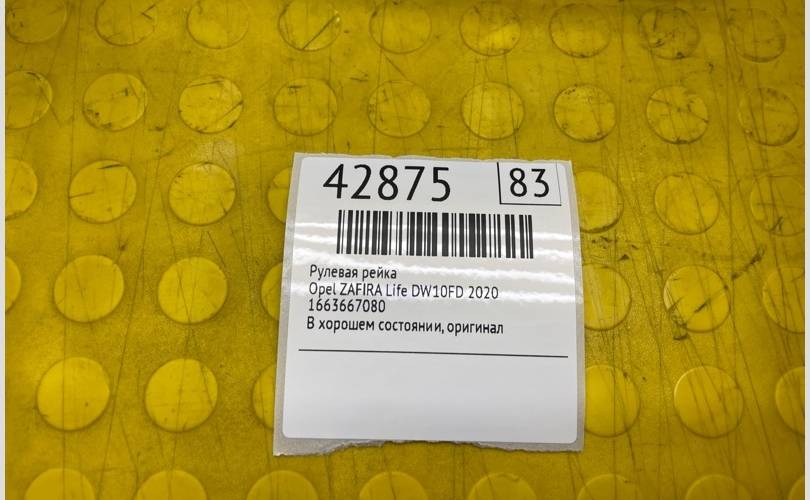 42875 83
Рулевая рейка
Opel ZAFIRA Life DW10FD 2020
1663667080
В хорошем состоянии, оригинал